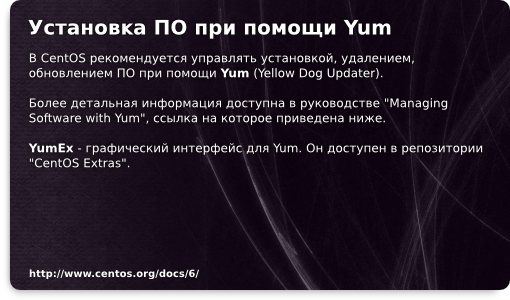 Установка ПО при помощи Yum
В CentOS рекомендуется управлять установкой, удалением,
обновлением ПО при помощи Yum (Yellow Dog Updater).
Более детальная информация доступна в руководстве "Managing
Software with Yum", ссылка на которое приведена ниже.
YumEx - графический интерфейс для Yum. Он доступен в репозитории
"CentOS Extras".
http://www.centos.org/docs/6/